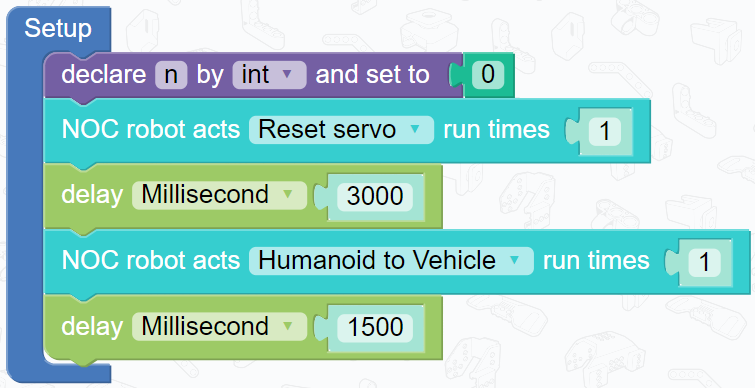 Setup
declare n by int and set to 0
NOC robot acts Reset servo run times 1
delay Millisecond 3000
NOC robot acts Humanoid to Vehicle run times 1
delay Millisecond 1500